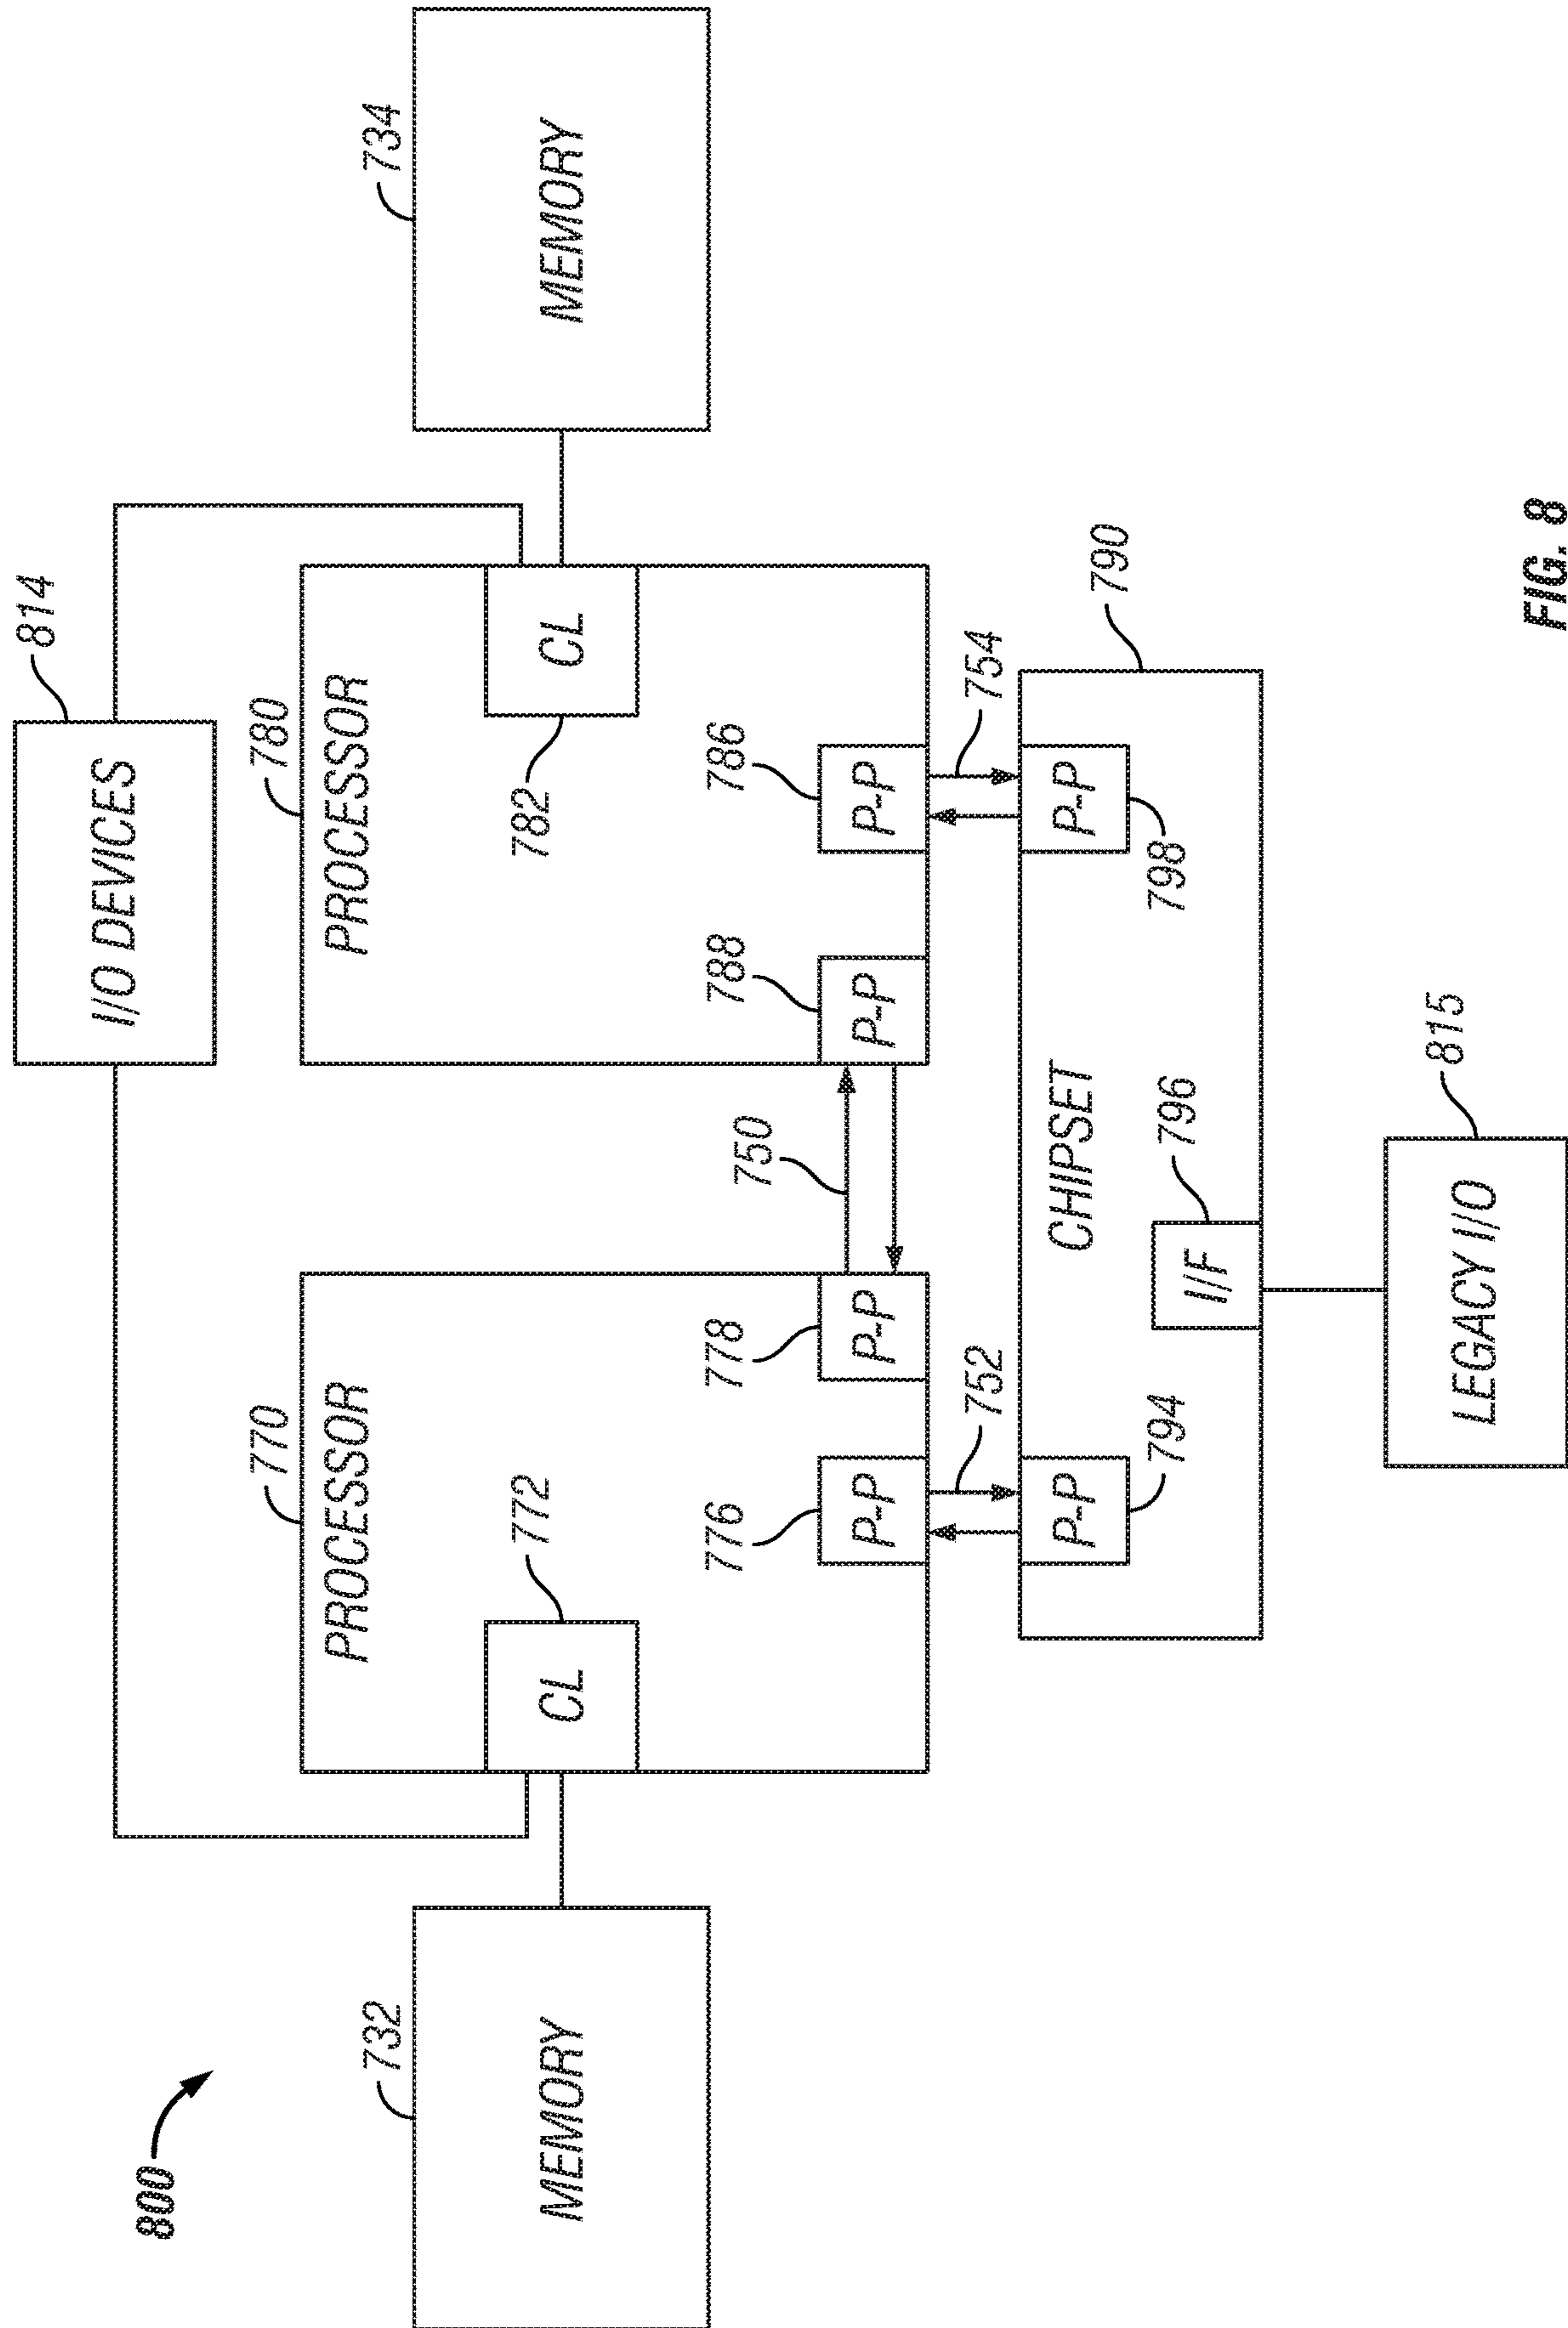 800
I/O DEVICES
814
732
MEMORY
770
PROCESSOR
772
CL
776
P-P
778
P-P
750
780
PROCESSOR
782
CL
788
P-P
786
P-P
734
MEMORY
752
754
790
CHIPSET
P-P
794
I/F
796
P-P
798
LEGACY I/O
815
FIG. 8